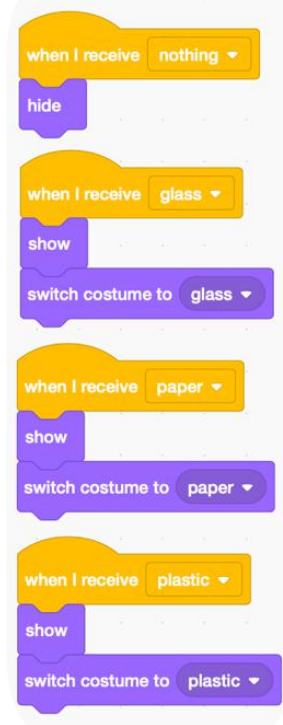 when I receive nothing
hide
when I receive glass
show
switch costume to glass
when I receive paper
show
switch costume to paper
when I receive plastic
show
switch costume to plastic